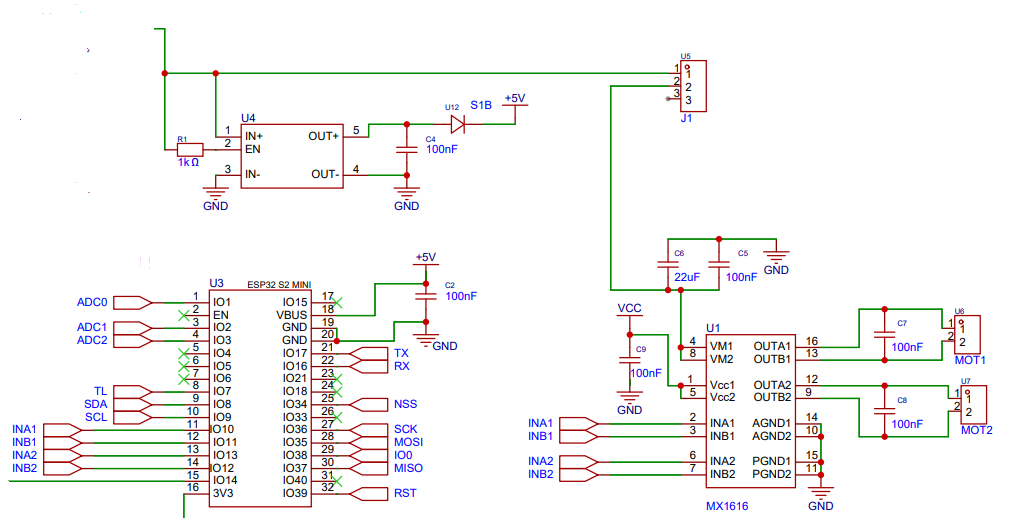 U5
1 1
2 2
3 3
J1
U12 S1B +5V
U4
R1
1kΩ
1 IN+ OUT+ 5
2 EN
3 IN- OUT- 4
C4
100nF
GND GND
U3 ESP32 S2 MINI
ADC0 1 IO1 IO15 17
2 EN VBUS 18
ADC1 3 IO2 GND 19
ADC2 4 IO3 GND 20
5 IO4 IO17 21 TX
6 IO5 IO16 22 RX
7 IO6 IO21 23
TL 8 IO7 IO18 24
SDA 9 IO8 IO34 25 NSS
SCL 10 IO9 IO33 26
INA1 11 IO10 IO36 27 SCK
INB1 12 IO11 IO35 28 MOSI
INA2 13 IO13 IO38 29 IO0
INB2 14 IO12 IO37 30 MISO
15 IO14 IO40 31
16 3V3 IO39 32 RST
+5V
C2
100nF
GND
C6
22uF
C5
100nF
GND
VCC
C9
100nF
GND
U1
4 VM1 OUTA1 16
8 VM2 OUTB1 13
1 Vcc1 OUTA2 12
5 Vcc2 OUTB2 9
INA1 2 INA1 AGND1 14
INB1 3 INB1 AGND2 10
INA2 6 INA2 PGND1 15
INB2 7 INB2 PGND2 11
MX1616
GND
C7
100nF
U6
1 1
2 2
MOT1
C8
100nF
U7
1 1
2 2
MOT2